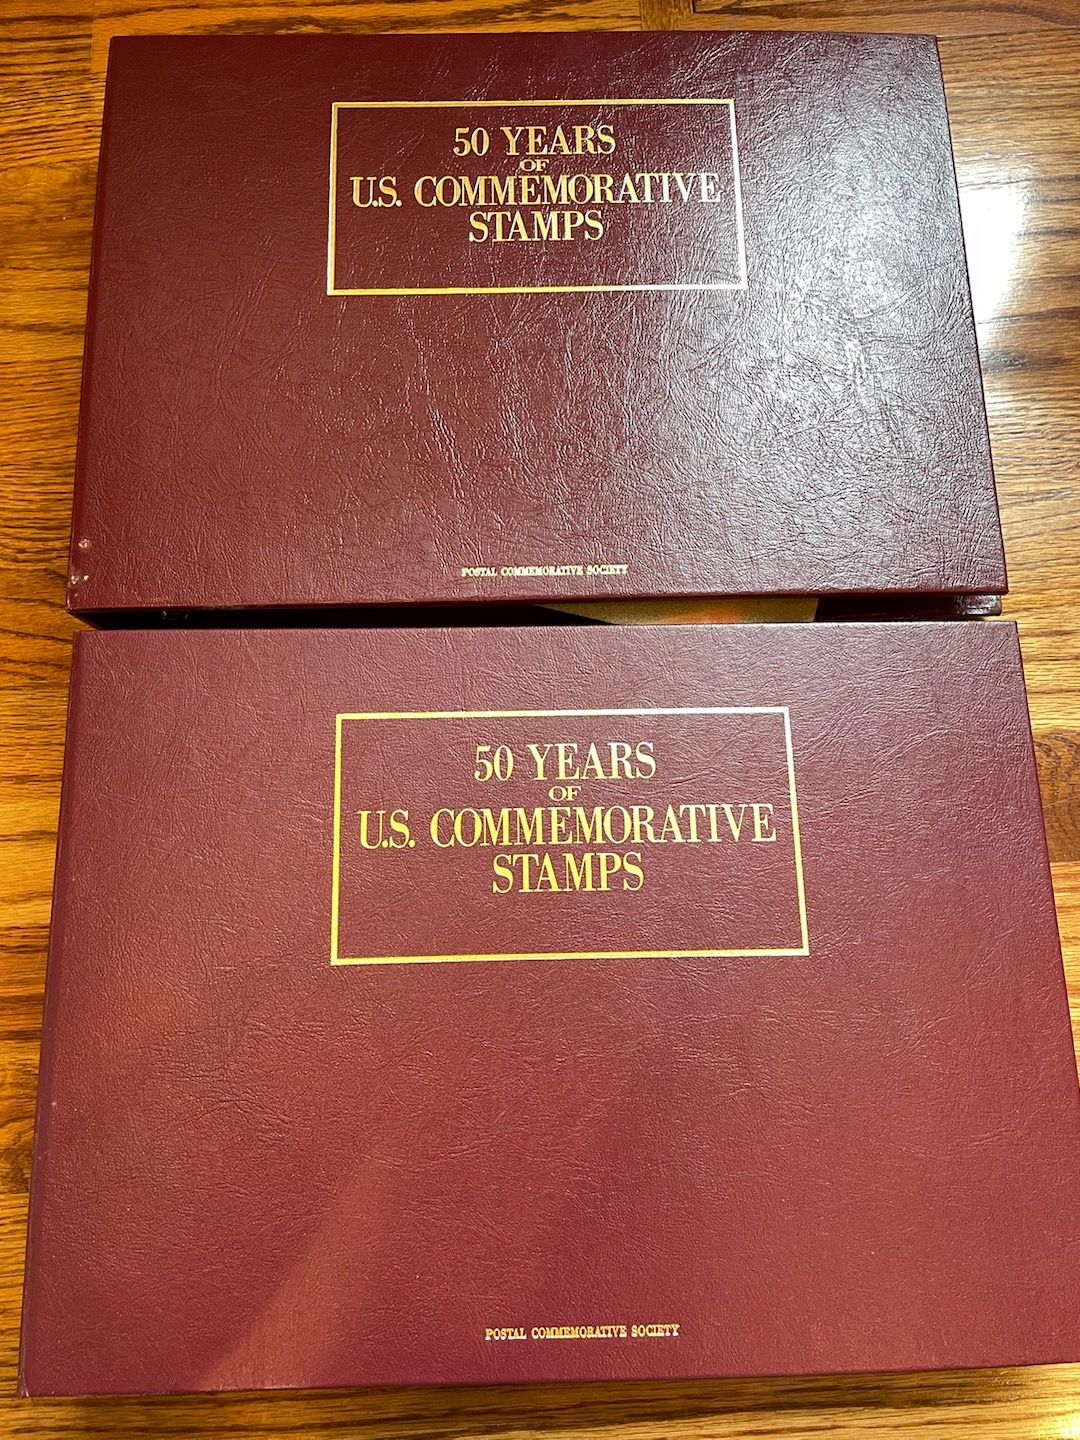 50 YEARS
OF
U.S. COMMEMORATIVE
STAMPS
POSTAL COMMEMORATIVE SOCIETY
50 YEARS
OF
U.S. COMMEMORATIVE
STAMPS
POSTAL COMMEMORATIVE SOCIETY